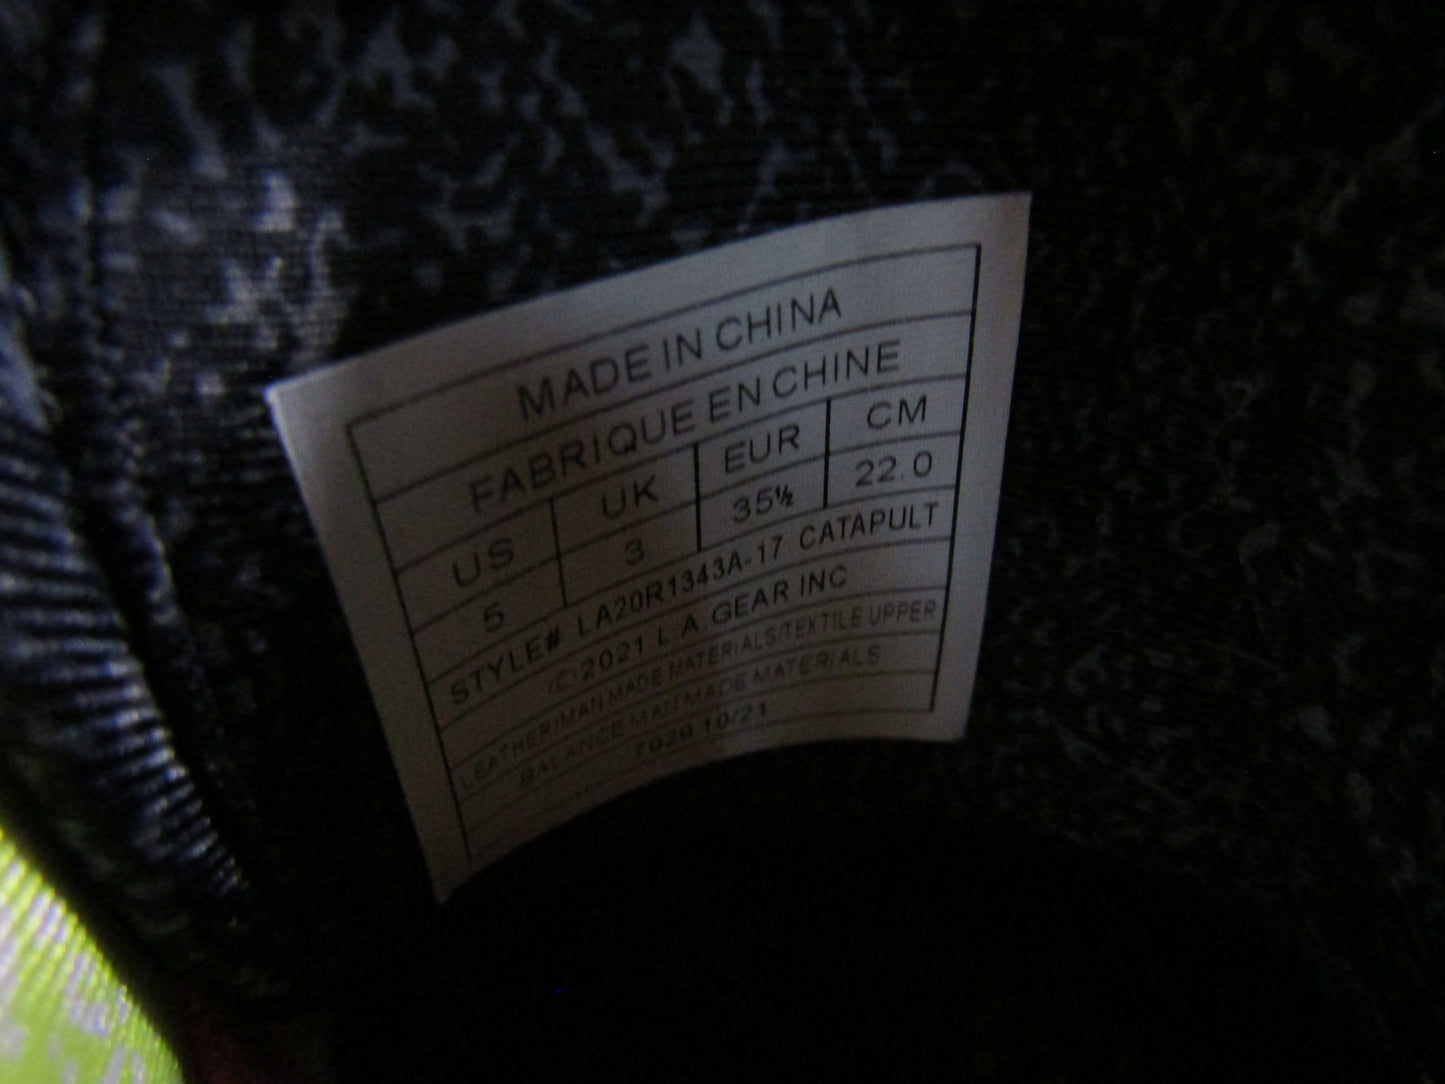 MADE IN CHINA
FABRIQUE EN CHINE
US UK EUR CM
5 3 35½ 22.0
STYLE# LA20R1343A-17 CATAPULT
©2021 L.A.GEAR INC
LEATHER/MAN MADE MATERIALS/TEXTILE UPPER
BALANCE MAN MADE MATERIALS
7029 10/21